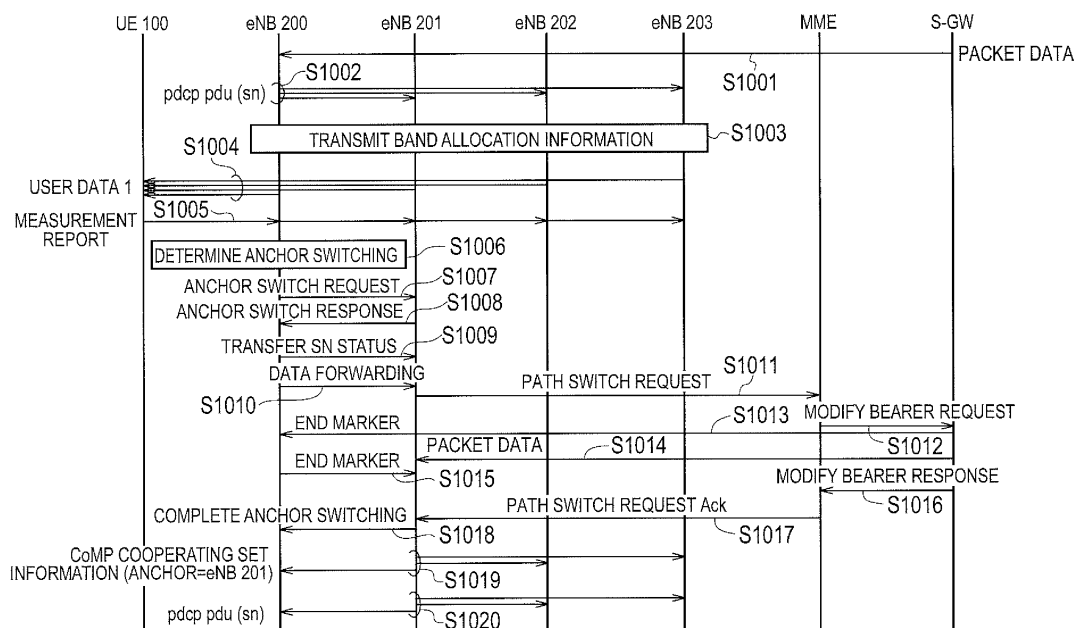 UE 100 eNB 200 eNB 201 eNB 202 eNB 203 MME S-GW
PACKET DATA
S1001
S1002
pdcp pdu (sn)
TRANSMIT BAND ALLOCATION INFORMATION
S1003
S1004
USER DATA 1
S1005
MEASUREMENT
REPORT
DETERMINE ANCHOR SWITCHING
S1006
ANCHOR SWITCH REQUEST
S1007
ANCHOR SWITCH RESPONSE
S1008
TRANSFER SN STATUS
S1009
DATA FORWARDING
S1010
PATH SWITCH REQUEST
S1011
MODIFY BEARER REQUEST
S1012
END MARKER
S1013
PACKET DATA
S1014
END MARKER
S1015
MODIFY BEARER RESPONSE
S1016
PATH SWITCH REQUEST Ack
S1017
COMPLETE ANCHOR SWITCHING
S1018
CoMP COOPERATING SET
INFORMATION (ANCHOR=eNB 201)
S1019
pdcp pdu (sn)
S1020